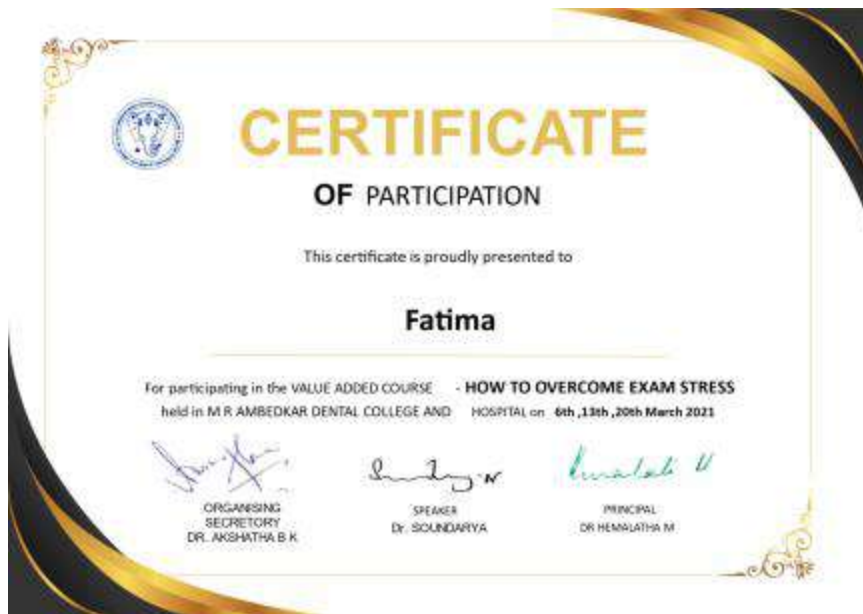 CERTIFICATE
OF PARTICIPATION
This certificate is proudly presented to
Fatima
For participating in the VALUE ADDED COURSE - HOW TO OVERCOME EXAM STRESS
held in M R AMBEDKAR DENTAL COLLEGE AND HOSPITAL on 6th ,13th ,20th March 2021
ORGANISING
SECRETORY
DR. AKSHATHA B K
SPEAKER
Dr. SOUNDARYA
PRINCIPAL
DR HEMALATHA M